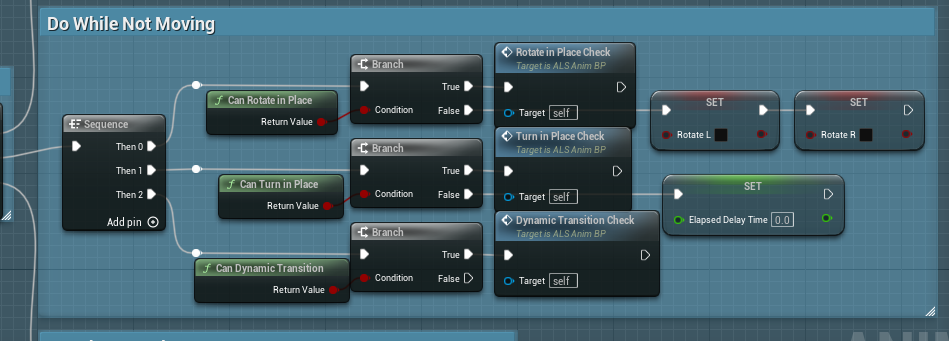 Do While Not Moving
Sequence
Then 0
Then 1
Then 2
Add pin
Can Rotate in Place
Return Value
Branch
True
Condition
False
Rotate in Place Check
Target is ALS Anim BP
Target self
SET
Rotate L
SET
Rotate R
Can Turn in Place
Return Value
Branch
True
Condition
False
Turn in Place Check
Target is ALS Anim BP
Target self
SET
Elapsed Delay Time 0.0
Can Dynamic Transition
Return Value
Branch
True
Condition
False
Dynamic Transition Check
Target is ALS Anim BP
Target self